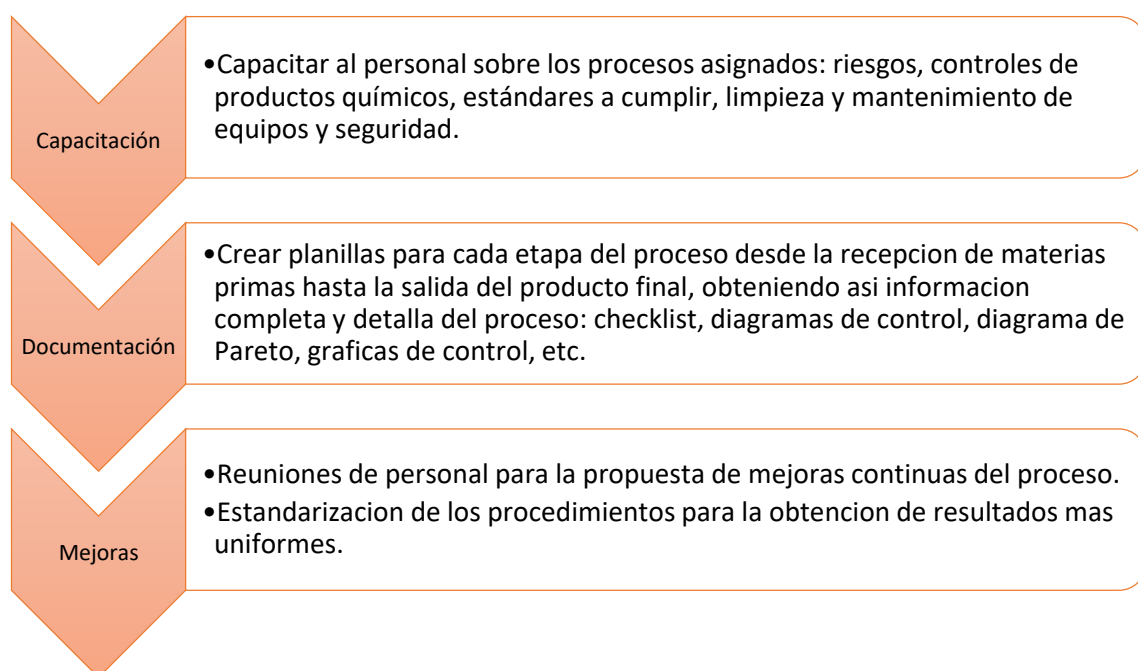 Capacitación
•Capacitar al personal sobre los procesos asignados: riesgos, controles de
productos químicos, estándares a cumplir, limpieza y mantenimiento de
equipos y seguridad.
Documentación
•Crear planillas para cada etapa del proceso desde la recepcion de materias
primas hasta la salida del producto final, obteniendo asi informacion
completa y detalla del proceso: checklist, diagramas de control, diagrama de
Pareto, graficas de control, etc.
Mejoras
•Reuniones de personal para la propuesta de mejoras continuas del proceso.
•Estandarizacion de los procedimientos para la obtencion de resultados mas
uniformes.